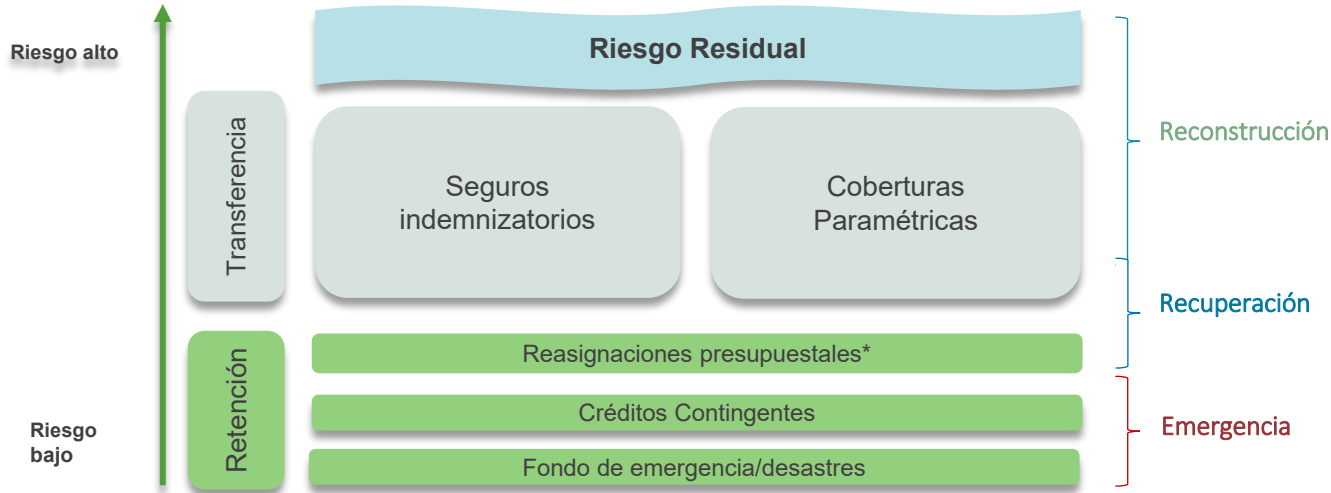 Riesgo alto
Riesgo Residual
Transferencia
Seguros
indemnizatorios
Coberturas
Paramétricas
Reconstrucción
Recuperación
Retención
Reasignaciones presupuestales*
Créditos Contingentes
Emergencia
Riesgo
bajo
Fondo de emergencia/desastres